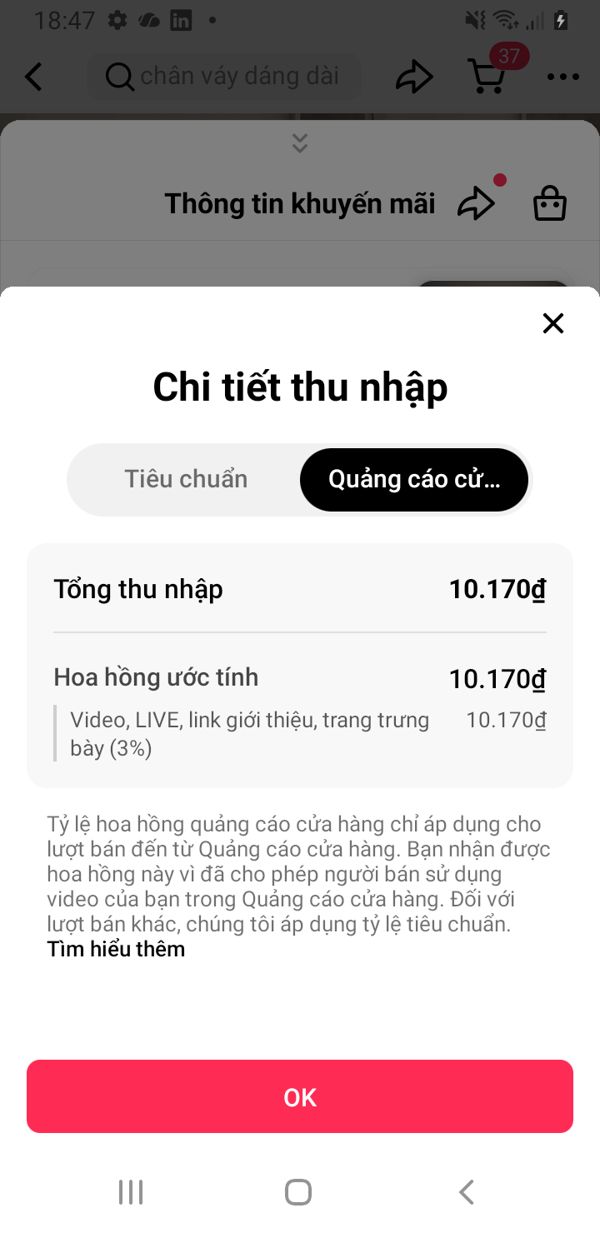 18:47
chân váy dáng dài
37
Thông tin khuyến mãi
Chi tiết thu nhập
Tiêu chuẩn
Quảng cáo cử...
Tổng thu nhập
10.170₫
Hoa hồng ước tính
10.170₫
Video, LIVE, link giới thiệu, trang trưng
10.170₫
bày (3%)
Tỷ lệ hoa hồng quảng cáo cửa hàng chỉ áp dụng cho
lượt bán đến từ Quảng cáo cửa hàng. Bạn nhận được
hoa hồng này vì đã cho phép người bán sử dụng
video của bạn trong Quảng cáo cửa hàng. Đối với
lượt bán khác, chúng tôi áp dụng tỷ lệ tiêu chuẩn.
Tìm hiểu thêm
OK